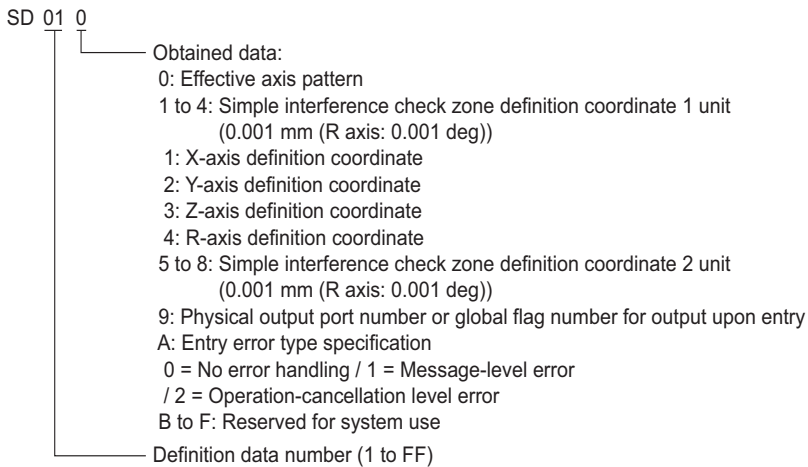 SD 01 0
Obtained data:
0: Effective axis pattern
1 to 4: Simple interference check zone definition coordinate 1 unit
(0.001 mm (R axis: 0.001 deg))
1: X-axis definition coordinate
2: Y-axis definition coordinate
3: Z-axis definition coordinate
4: R-axis definition coordinate
5 to 8: Simple interference check zone definition coordinate 2 unit
(0.001 mm (R axis: 0.001 deg))
9: Physical output port number or global flag number for output upon entry
A: Entry error type specification
0 = No error handling / 1 = Message-level error
/ 2 = Operation-cancellation level error
B to F: Reserved for system use
Definition data number (1 to FF)